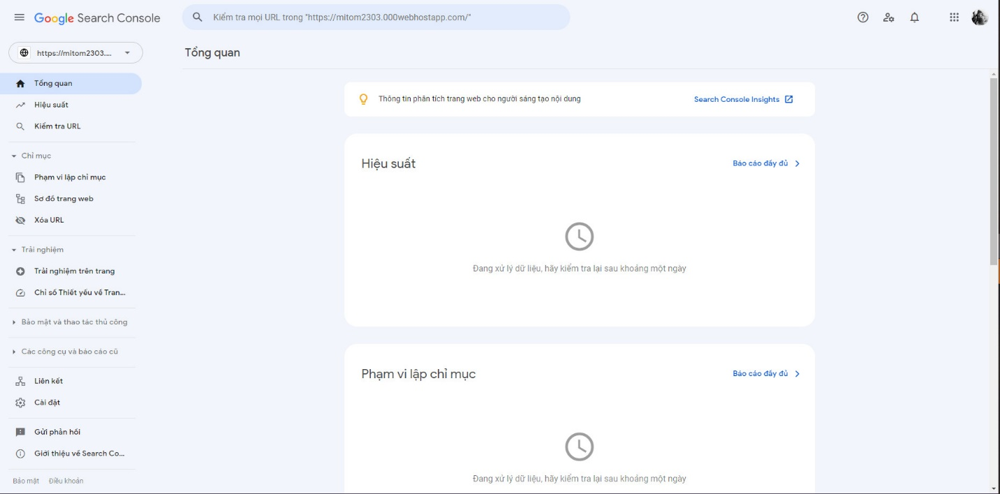 Google Search Console
Kiểm tra mọi URL trong "https://mitom2303.000webhostapp.com/"
https://mitom2303....
Tổng quan
Tổng quan
Hiệu suất
Kiểm tra URL
Chỉ mục
Phạm vi lập chỉ mục
Sơ đồ trang web
Xóa URL
Trải nghiệm
Trải nghiệm trên trang
Chỉ số Thiết yếu về Tran...
Bảo mật và thao tác thủ công
Các công cụ và báo cáo cũ
Liên kết
Cài đặt
Gửi phản hồi
Giới thiệu về Search Co...
Bảo mật Điều khoản
Thông tin phân tích trang web cho người sáng tạo nội dung
Search Console Insights
Hiệu suất
Báo cáo đầy đủ
Đang xử lý dữ liệu, hãy kiểm tra lại sau khoảng một ngày
Phạm vi lập chỉ mục
Báo cáo đầy đủ
Đang xử lý dữ liệu, hãy kiểm tra lại sau khoảng một ngày